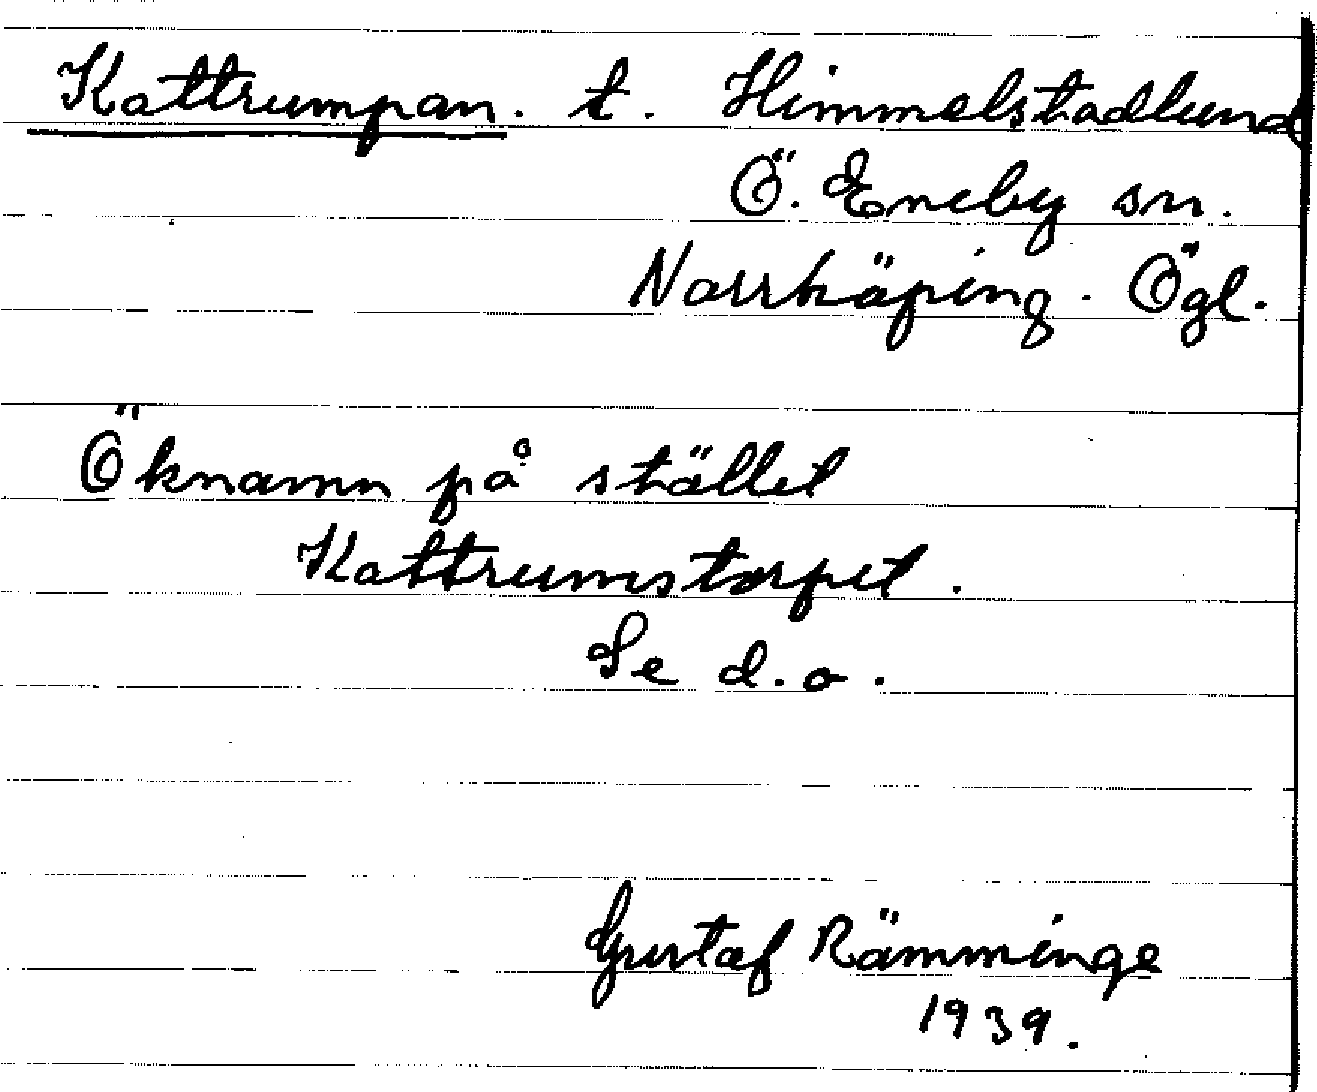 Kattrumpan. t. Himmelstadlund
Ö. Eneby sn.
Norrköping. Ögl.
Öknamn på stället
Kattrumstorpet.
Se d.o.
Gustaf Rämminge
1939.